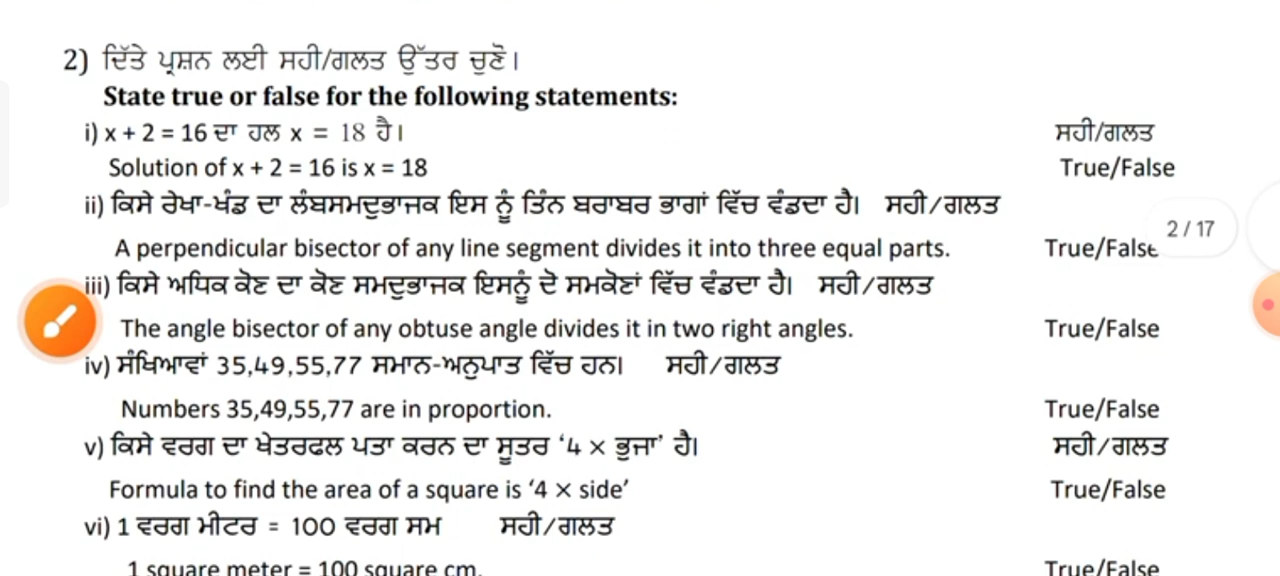 2) ਦਿੱਤੇ ਪ੍ਰਸ਼ਨ ਲਈ ਸਹੀ/ਗਲਤ ਉੱਤਰ ਚੁਣੋ।
State true or false for the following statements:
i) x + 2 = 16 ਦਾ ਹਲ x = 18 ਹੈ। ਸਹੀ/ਗਲਤ
Solution of x + 2 = 16 is x = 18 True/False
ii) ਕਿਸੇ ਰੇਖਾ-ਖੰਡ ਦਾ ਲੰਬਸਮਦੁਭਾਜਕ ਇਸ ਨੂੰ ਤਿੰਨ ਬਰਾਬਰ ਭਾਗਾਂ ਵਿੱਚ ਵੰਡਦਾ ਹੈ। ਸਹੀ/ਗਲਤ
2 / 17
A perpendicular bisector of any line segment divides it into three equal parts. True/False
iii) ਕਿਸੇ ਅਧਿਕ ਕੋਣ ਦਾ ਕੋਣ ਸਮਦੁਭਾਜਕ ਇਸਨੂੰ ਦੋ ਸਮਕੋਣਾਂ ਵਿੱਚ ਵੰਡਦਾ ਹੈ। ਸਹੀ/ਗਲਤ
The angle bisector of any obtuse angle divides it in two right angles. True/False
iv) ਸੰਖਿਆਵਾਂ 35,49,55,77 ਸਮਾਨ-ਅਨੁਪਾਤ ਵਿੱਚ ਹਨ। ਸਹੀ/ਗਲਤ
Numbers 35,49,55,77 are in proportion. True/False
v) ਕਿਸੇ ਵਰਗ ਦਾ ਖੇਤਰਫਲ ਪਤਾ ਕਰਨ ਦਾ ਸੂਤਰ ‘4 × ਭੁਜਾ’ ਹੈ। ਸਹੀ/ਗਲਤ
Formula to find the area of a square is ‘4 × side’ True/False
vi) 1 ਵਰਗ ਮੀਟਰ = 100 ਵਰਗ ਸਮ ਸਹੀ/ਗਲਤ
1 square meter = 100 square cm. True/False